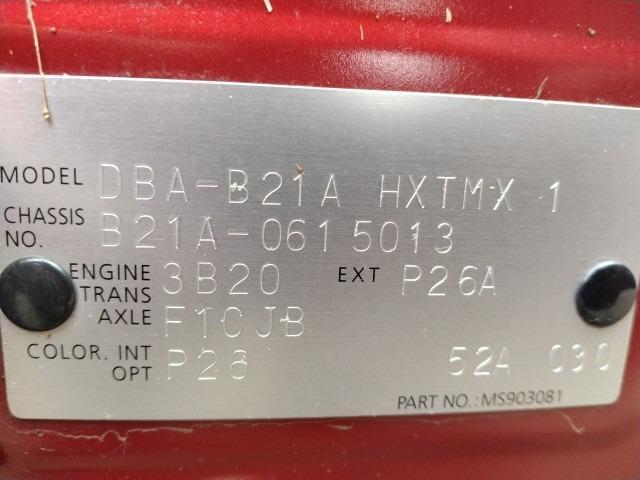 MODEL DBA-B21A HXTMX 1
CHASSIS NO. B21A-0615013
ENGINE 3B20 EXT P26A
TRANS AXLE F1CJB
COLOR. INT OPT P26 52A 030
PART NO.: MS903081